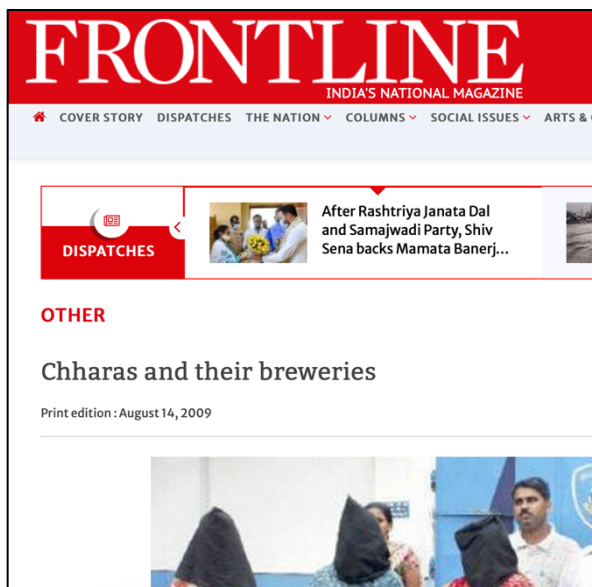 FRONTLINE
INDIA'S NATIONAL MAGAZINE
COVER STORY DISPATCHES THE NATION COLUMNS SOCIAL ISSUES ARTS &
DISPATCHES
After Rashtriya Janata Dal
and Samajwadi Party, Shiv
Sena backs Mamata Banerj...
OTHER
Chharas and their breweries
Print edition : August 14, 2009